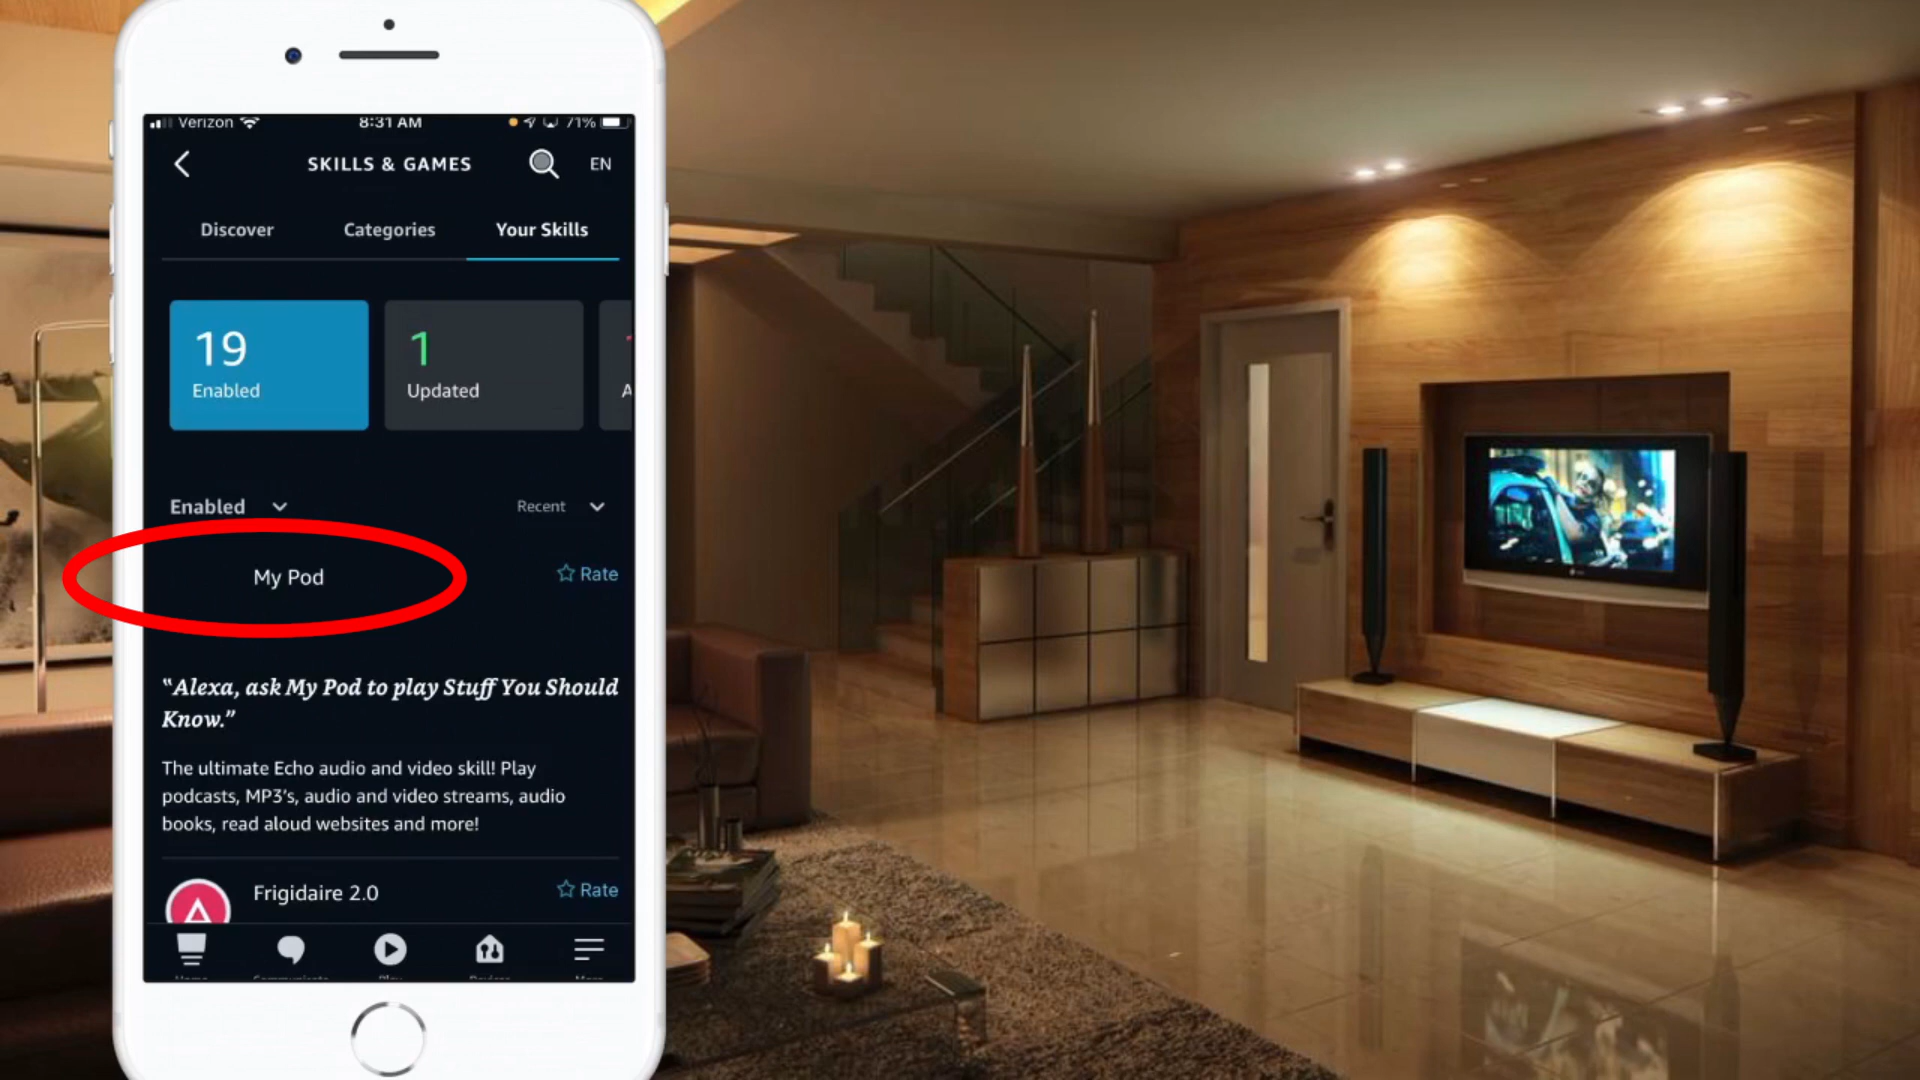 Verizon 8:31 AM 71%
SKILLS & GAMES EN
Discover Categories Your Skills
19 1
Enabled Updated A
Enabled Recent
My Pod Rate
"Alexa, ask My Pod to play Stuff You Should
Know."
The ultimate Echo audio and video skill! Play
podcasts, MP3's, audio and video streams, audio
books, read aloud websites and more!
Frigidaire 2.0 Rate